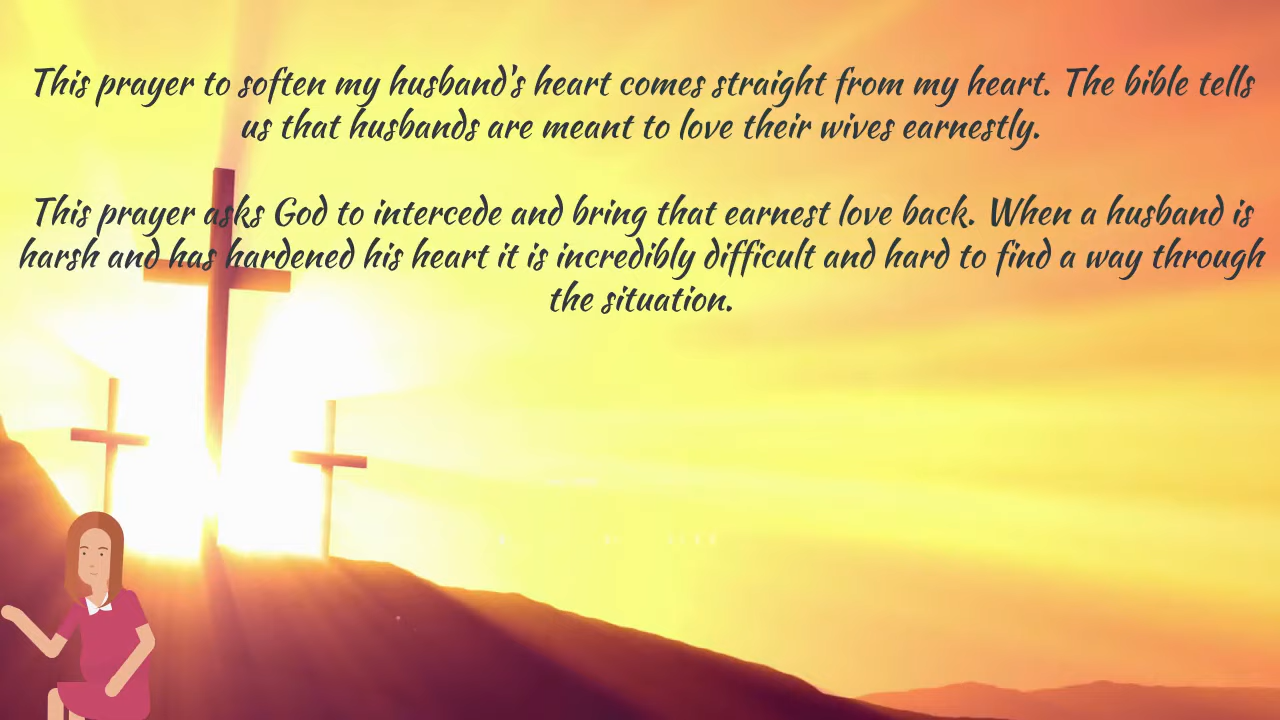 This prayer to soften my husband's heart comes straight from my heart. The bible tells
us that husbands are meant to love their wives earnestly.
This prayer asks God to intercede and bring that earnest love back. When a husband is
harsh and has hardened his heart it is incredibly difficult and hard to find a way through
the situation.